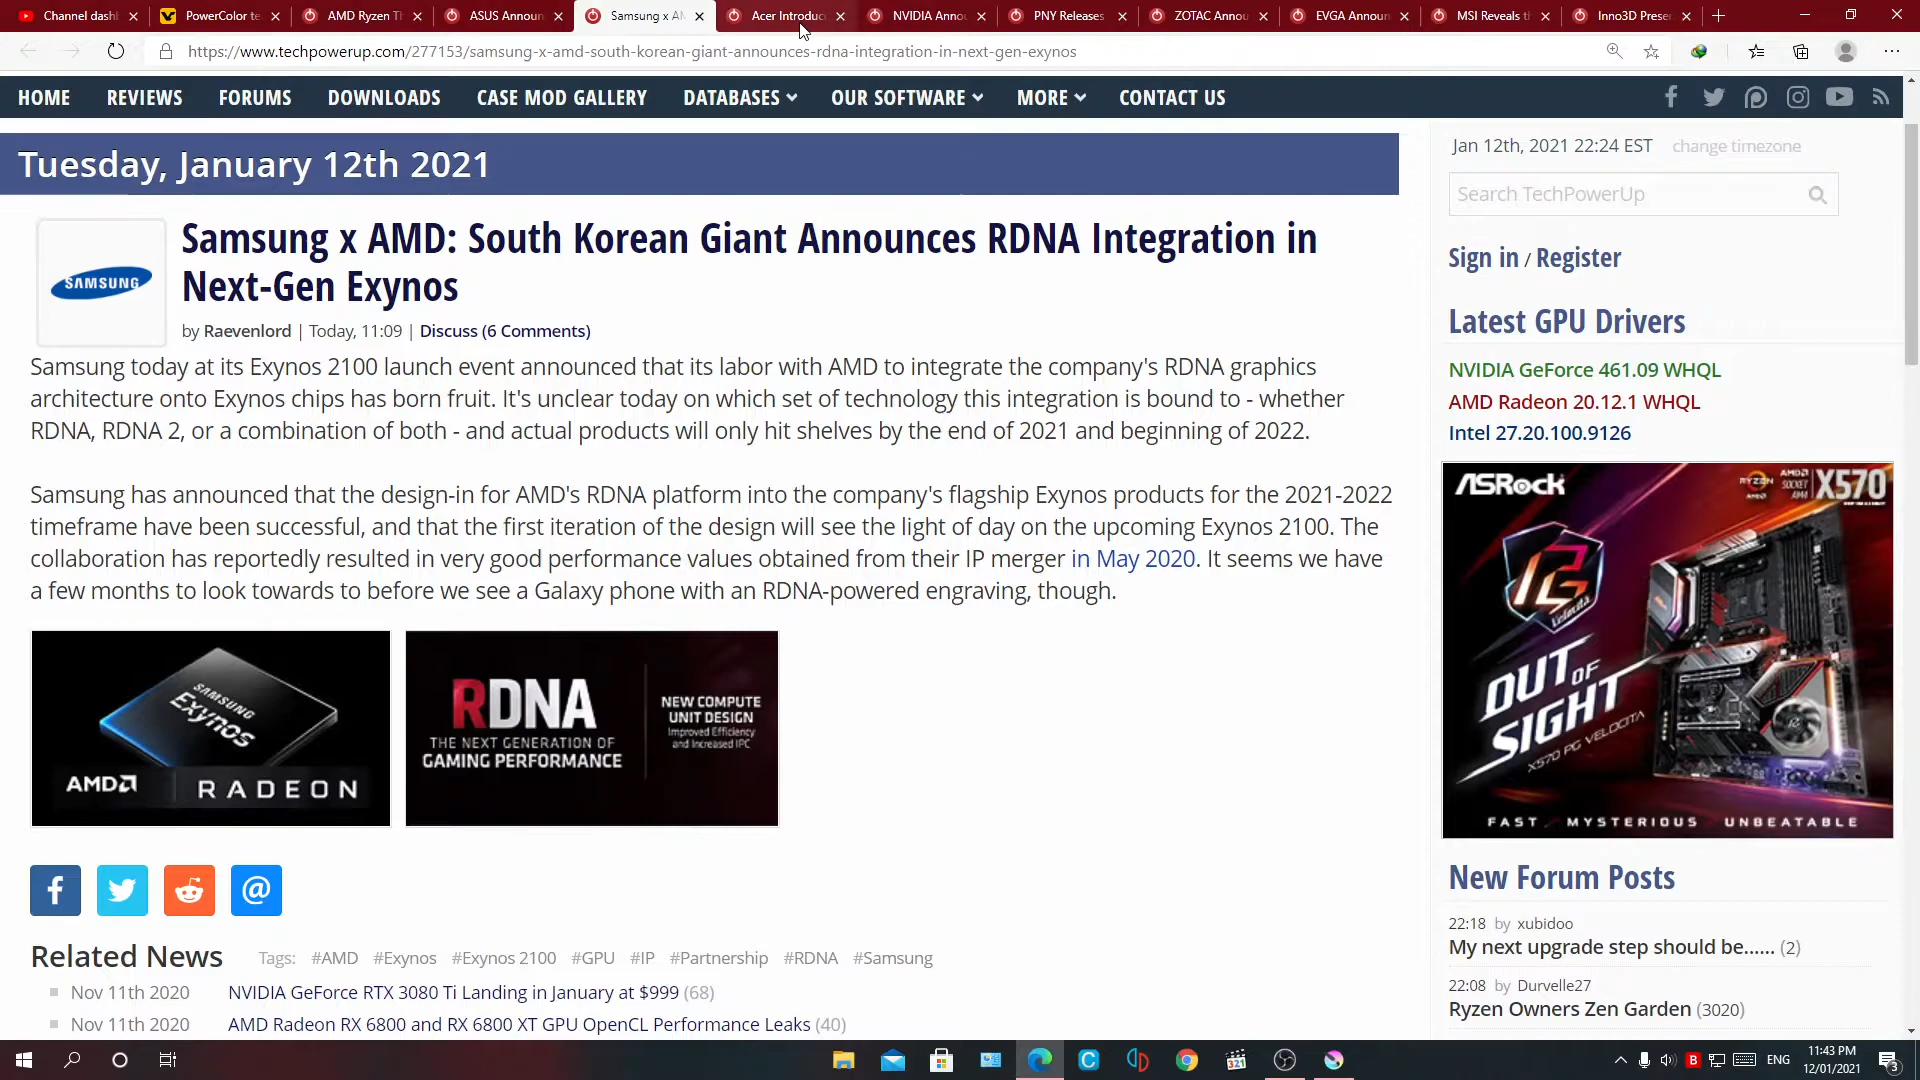 Channel dash
PowerColor te
AMD Ryzen Th
ASUS Announ
Samsung x AM
Acer Introduc
NVIDIA Annou
PNY Releases
ZOTAC Annou
EVGA Announ
MSI Reveals th
Inno3D Prese
https://www.techpowerup.com/277153/samsung-x-amd-south-korean-giant-announces-rdna-integration-in-next-gen-exynos
HOME REVIEWS FORUMS DOWNLOADS CASE MOD GALLERY DATABASES OUR SOFTWARE MORE CONTACT US
Tuesday, January 12th 2021
SAMSUNG
Samsung x AMD: South Korean Giant Announces RDNA Integration in
Next-Gen Exynos
by Raevenlord | Today, 11:09 | Discuss (6 Comments)
Samsung today at its Exynos 2100 launch event announced that its labor with AMD to integrate the company's RDNA graphics
architecture onto Exynos chips has born fruit. It's unclear today on which set of technology this integration is bound to - whether
RDNA, RDNA 2, or a combination of both - and actual products will only hit shelves by the end of 2021 and beginning of 2022.
Samsung has announced that the design-in for AMD's RDNA platform into the company's flagship Exynos products for the 2021-2022
timeframe have been successful, and that the first iteration of the design will see the light of day on the upcoming Exynos 2100. The
collaboration has reportedly resulted in very good performance values obtained from their IP merger in May 2020. It seems we have
a few months to look towards to before we see a Galaxy phone with an RDNA-powered engraving, though.
SAMSUNG
Exynos
AMD RADEON
RDNA
THE NEXT GENERATION OF
GAMING PERFORMANCE
NEW COMPUTE
UNIT DESIGN
Improved Efficiency
and Increased IPC
Related News Tags: #AMD #Exynos #Exynos 2100 #GPU #IP #Partnership #RDNA #Samsung
Nov 11th 2020 NVIDIA GeForce RTX 3080 Ti Landing in January at $999 (68)
Nov 11th 2020 AMD Radeon RX 6800 and RX 6800 XT GPU OpenCL Performance Leaks (40)
Jan 12th, 2021 22:24 EST change timezone
Search TechPowerUp
Sign in / Register
Latest GPU Drivers
NVIDIA GeForce 461.09 WHQL
AMD Radeon 20.12.1 WHQL
Intel 27.20.100.9126
ASRock
AMD RYZEN
AMD SOCKET AM4
X570
PG
Velocita
OUT OF
SIGHT
X570 PG VELOCITA
FAST MYSTERIOUS UNBEATABLE
New Forum Posts
22:18 by xubidoo
My next upgrade step should be...... (2)
22:08 by Durvelle27
Ryzen Owners Zen Garden (3020)
321
B
ENG
11:43 PM
12/01/2021
3